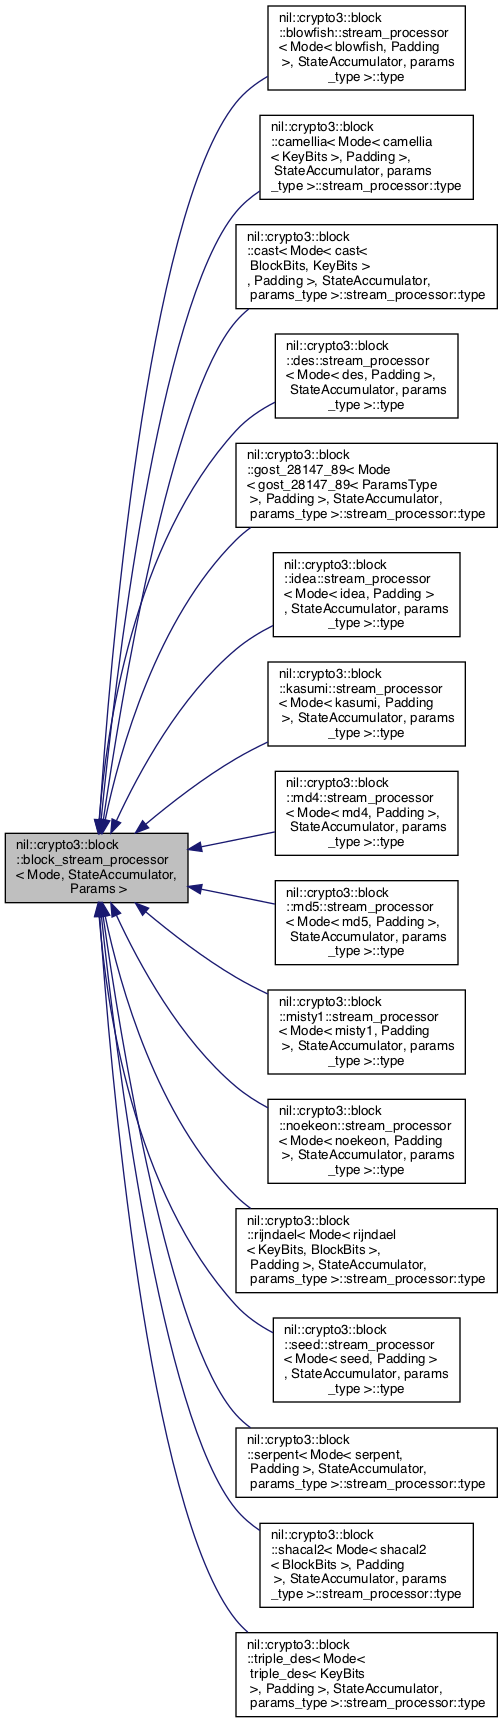 nil::crypto3::block
::blowfish::stream_processor
< Mode< blowfish, Padding
>, StateAccumulator, params
_type >::type
nil::crypto3::block
::camellia< Mode< camellia
< KeyBits >, Padding >,
StateAccumulator, params
_type >::stream_processor::type
nil::crypto3::block
::cast< Mode< cast<
BlockBits, KeyBits >
, Padding >, StateAccumulator,
params_type >::stream_processor::type
nil::crypto3::block
::des::stream_processor
< Mode< des, Padding >,
StateAccumulator, params
_type >::type
nil::crypto3::block
::gost_28147_89< Mode
< gost_28147_89< ParamsType
>, Padding >, StateAccumulator,
params_type >::stream_processor::type
nil::crypto3::block
::idea::stream_processor
< Mode< idea, Padding >
, StateAccumulator, params
_type >::type
nil::crypto3::block
::kasumi::stream_processor
< Mode< kasumi, Padding
>, StateAccumulator, params
_type >::type
nil::crypto3::block
::md4::stream_processor
< Mode< md4, Padding >,
StateAccumulator, params
_type >::type
nil::crypto3::block
::block_stream_processor
< Mode, StateAccumulator,
Params >
nil::crypto3::block
::md5::stream_processor
< Mode< md5, Padding >,
StateAccumulator, params
_type >::type
nil::crypto3::block
::misty1::stream_processor
< Mode< misty1, Padding
>, StateAccumulator, params
_type >::type
nil::crypto3::block
::noekeon::stream_processor
< Mode< noekeon, Padding
>, StateAccumulator, params
_type >::type
nil::crypto3::block
::rijndael< Mode< rijndael
< KeyBits, BlockBits >,
Padding >, StateAccumulator,
params_type >::stream_processor::type
nil::crypto3::block
::seed::stream_processor
< Mode< seed, Padding >
, StateAccumulator, params
_type >::type
nil::crypto3::block
::serpent< Mode< serpent,
Padding >, StateAccumulator,
params_type >::stream_processor::type
nil::crypto3::block
::shacal2< Mode< shacal2
< BlockBits >, Padding
>, StateAccumulator, params
_type >::stream_processor::type
nil::crypto3::block
::triple_des< Mode<
triple_des< KeyBits
>, Padding >, StateAccumulator,
params_type >::stream_processor::type